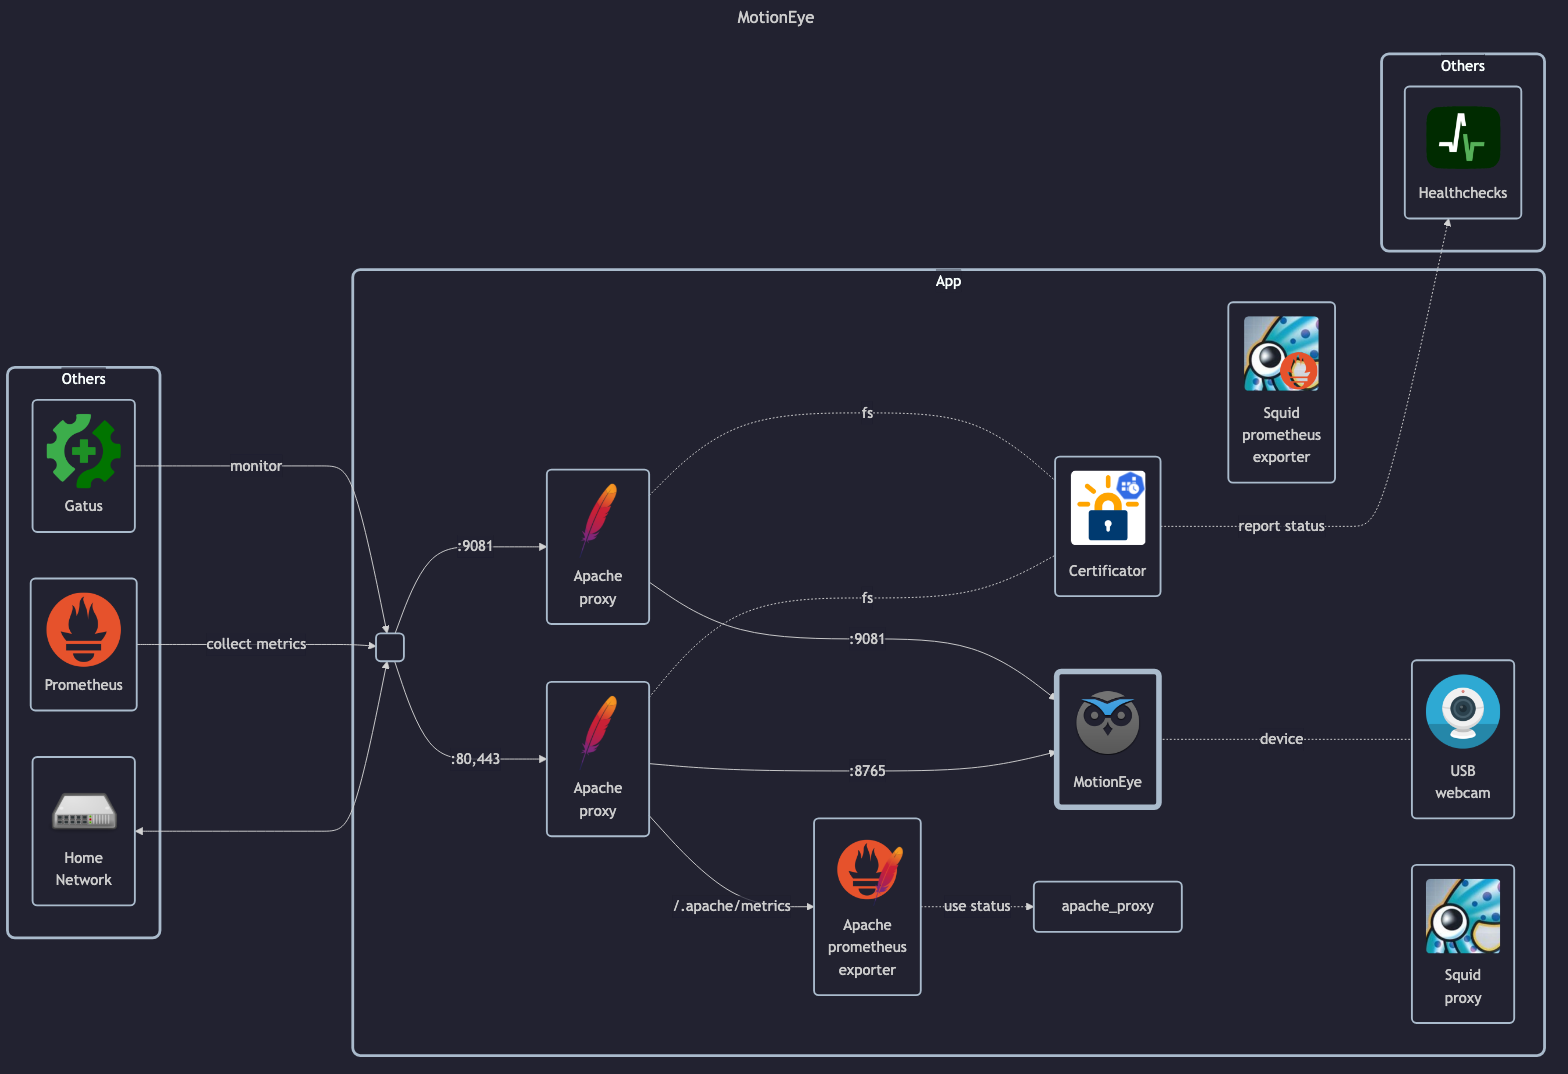 MotionEye
Others
Healthchecks
App
Squid
prometheus
exporter
Others
Gatus
monitor
Prometheus
collect metrics
Home
Network
:9081
Apache
proxy
:80,443
Apache
proxy
fs
fs
Certificator
report status
:9081
:8765
MotionEye
device
USB
webcam
/.apache/metrics
Apache
prometheus
exporter
use status
apache_proxy
Squid
proxy